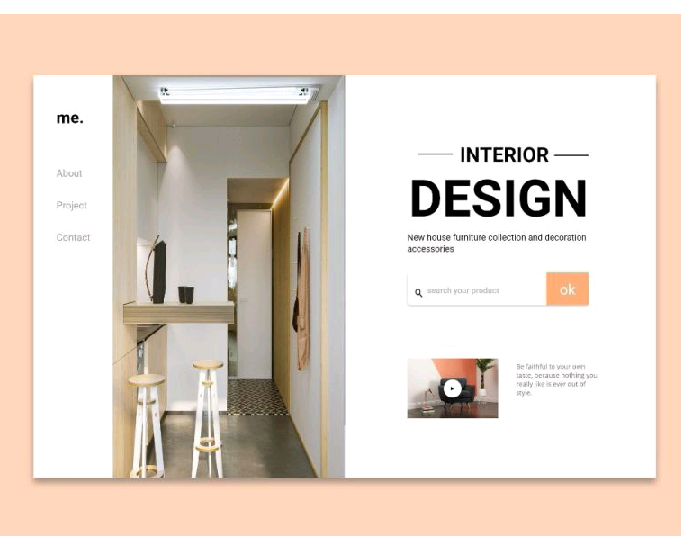 me.
About
Project
Contact
INTERIOR
DESIGN
New house furniture collection and decoration
accessories
search your product
ok
Be faithful to your own
taste, because nothing you
really like is ever out of
style.